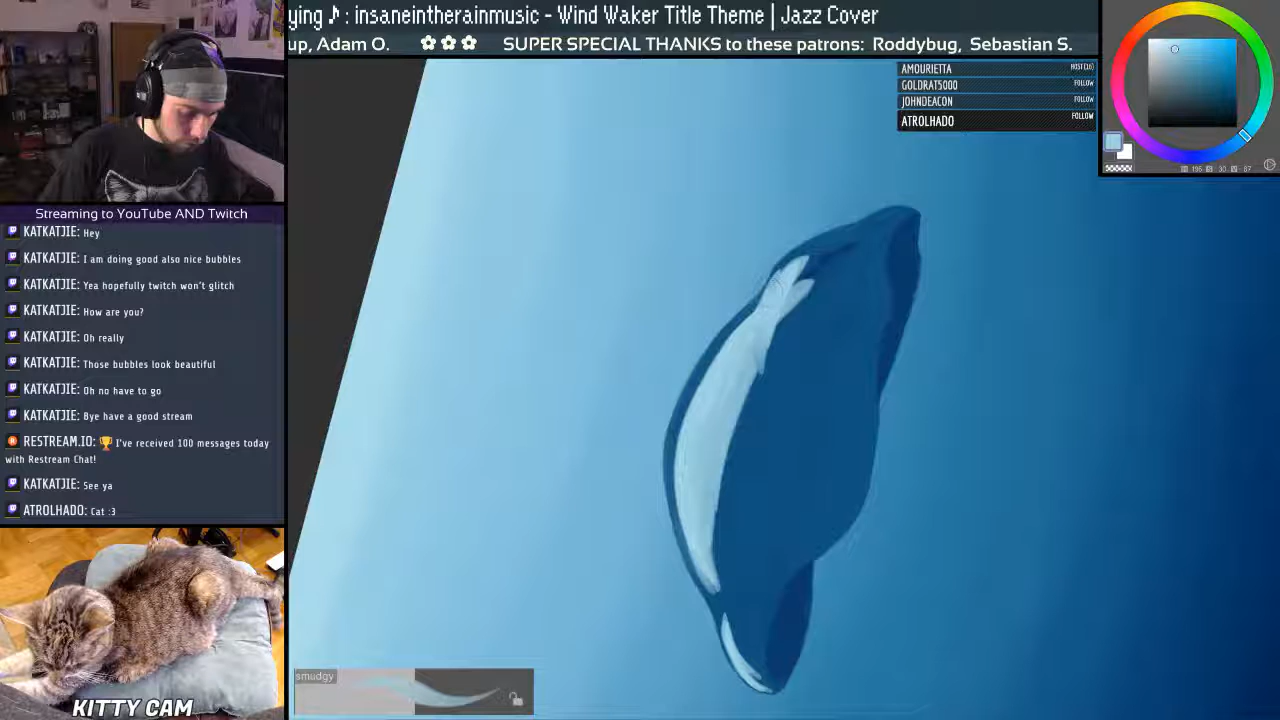 ying ♪ : insaneintherainmusic - Wind Waker Title Theme | Jazz Cover
up, Adam O. ✿ ✿ ✿ SUPER SPECIAL THANKS to these patrons: Roddybug, Sebastian S.
AMOURIETTA HOST(16)
GOLDRAT5000 FOLLOW
JOHNDEACON FOLLOW
ATROLHADO FOLLOW
Streaming to YouTube AND Twitch
KATKATJIE: Hey
KATKATJIE: I am doing good also nice bubbles
KATKATJIE: Yea hopefully twitch won't glitch
KATKATJIE: How are you?
KATKATJIE: Oh really
KATKATJIE: Those bubbles look beautiful
KATKATJIE: Oh no have to go
KATKATJIE: Bye have a good stream
RESTREAM.IO: 🏆 I've received 100 messages today
with Restream Chat!
KATKATJIE: See ya
ATROLHADO: Cat :3
smudgy
KITTY CAM